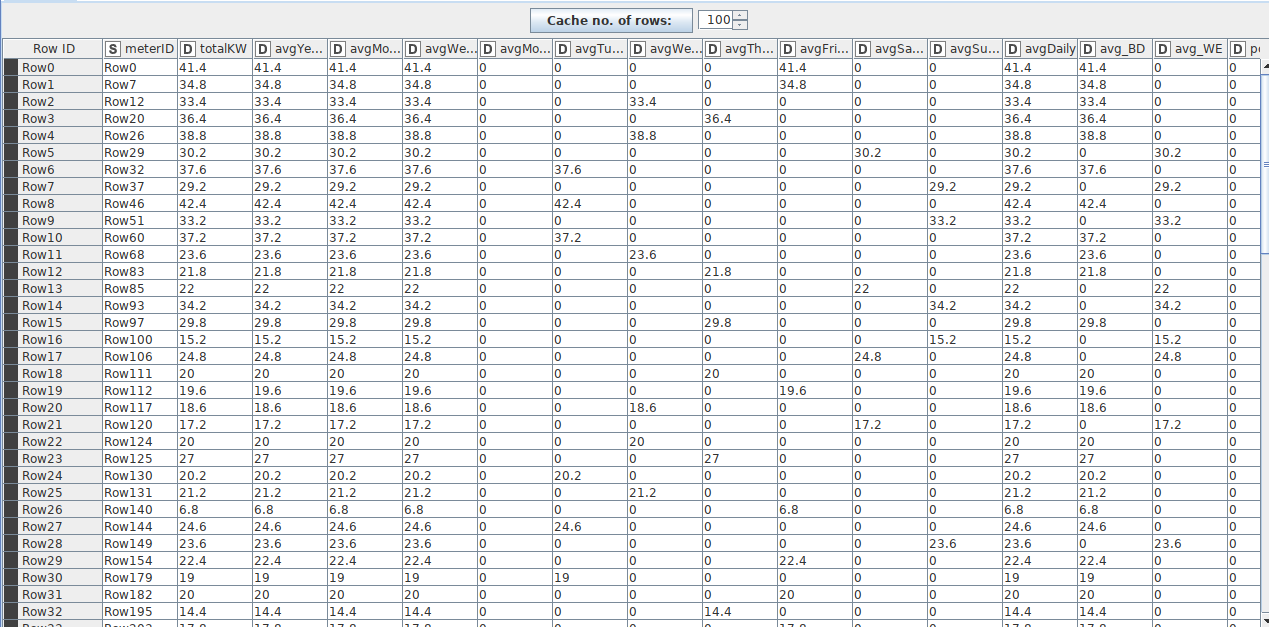 Cache no. of rows: 100
Row ID S meterID D totalKW D avgYe... D avgMo... D avgWe... D avgMo... D avgTu... D avgWe... D avgTh... D avgFri... D avgSa... D avgSu... D avgDaily D avg_BD D avg_WE D
Row0 Row0 41.4 41.4 41.4 41.4 0 0 0 0 41.4 0 0 41.4 41.4 0 0
Row1 Row7 34.8 34.8 34.8 34.8 0 0 0 0 34.8 0 0 34.8 34.8 0 0
Row2 Row12 33.4 33.4 33.4 33.4 0 0 33.4 0 0 0 0 33.4 33.4 0 0
Row3 Row20 36.4 36.4 36.4 36.4 0 0 0 36.4 0 0 0 36.4 36.4 0 0
Row4 Row26 38.8 38.8 38.8 38.8 0 0 38.8 0 0 0 0 38.8 38.8 0 0
Row5 Row29 30.2 30.2 30.2 30.2 0 0 0 0 0 30.2 0 30.2 0 30.2 0
Row6 Row32 37.6 37.6 37.6 37.6 0 37.6 0 0 0 0 0 37.6 37.6 0 0
Row7 Row37 29.2 29.2 29.2 29.2 0 0 0 0 0 0 29.2 29.2 0 29.2 0
Row8 Row46 42.4 42.4 42.4 42.4 0 42.4 0 0 0 0 0 42.4 42.4 0 0
Row9 Row51 33.2 33.2 33.2 33.2 0 0 0 0 0 0 33.2 33.2 0 33.2 0
Row10 Row60 37.2 37.2 37.2 37.2 0 37.2 0 0 0 0 0 37.2 37.2 0 0
Row11 Row68 23.6 23.6 23.6 23.6 0 0 23.6 0 0 0 0 23.6 23.6 0 0
Row12 Row83 21.8 21.8 21.8 21.8 0 0 0 21.8 0 0 0 21.8 21.8 0 0
Row13 Row85 22 22 22 22 0 0 0 0 0 22 0 22 0 22 0
Row14 Row93 34.2 34.2 34.2 34.2 0 0 0 0 0 0 34.2 34.2 0 34.2 0
Row15 Row97 29.8 29.8 29.8 29.8 0 0 0 29.8 0 0 0 29.8 29.8 0 0
Row16 Row100 15.2 15.2 15.2 15.2 0 0 0 0 0 0 15.2 15.2 0 15.2 0
Row17 Row106 24.8 24.8 24.8 24.8 0 0 0 0 0 24.8 0 24.8 0 24.8 0
Row18 Row111 20 20 20 20 0 0 0 20 0 0 0 20 20 0 0
Row19 Row112 19.6 19.6 19.6 19.6 0 0 0 0 19.6 0 0 19.6 19.6 0 0
Row20 Row117 18.6 18.6 18.6 18.6 0 0 18.6 0 0 0 0 18.6 18.6 0 0
Row21 Row120 17.2 17.2 17.2 17.2 0 0 0 0 0 17.2 0 17.2 0 17.2 0
Row22 Row124 20 20 20 20 0 0 20 0 0 0 0 20 20 0 0
Row23 Row125 27 27 27 27 0 0 0 27 0 0 0 27 27 0 0
Row24 Row130 20.2 20.2 20.2 20.2 0 20.2 0 0 0 0 0 20.2 20.2 0 0
Row25 Row131 21.2 21.2 21.2 21.2 0 0 21.2 0 0 0 0 21.2 21.2 0 0
Row26 Row140 6.8 6.8 6.8 6.8 0 0 0 0 6.8 0 0 6.8 6.8 0 0
Row27 Row144 24.6 24.6 24.6 24.6 0 24.6 0 0 0 0 0 24.6 24.6 0 0
Row28 Row149 23.6 23.6 23.6 23.6 0 0 0 0 0 0 23.6 23.6 0 23.6 0
Row29 Row154 22.4 22.4 22.4 22.4 0 0 0 0 22.4 0 0 22.4 22.4 0 0
Row30 Row179 19 19 19 19 0 19 0 0 0 0 0 19 19 0 0
Row31 Row182 20 20 20 20 0 0 0 0 20 0 0 20 20 0 0
Row32 Row195 14.4 14.4 14.4 14.4 0 0 0 14.4 0 0 0 14.4 14.4 0 0